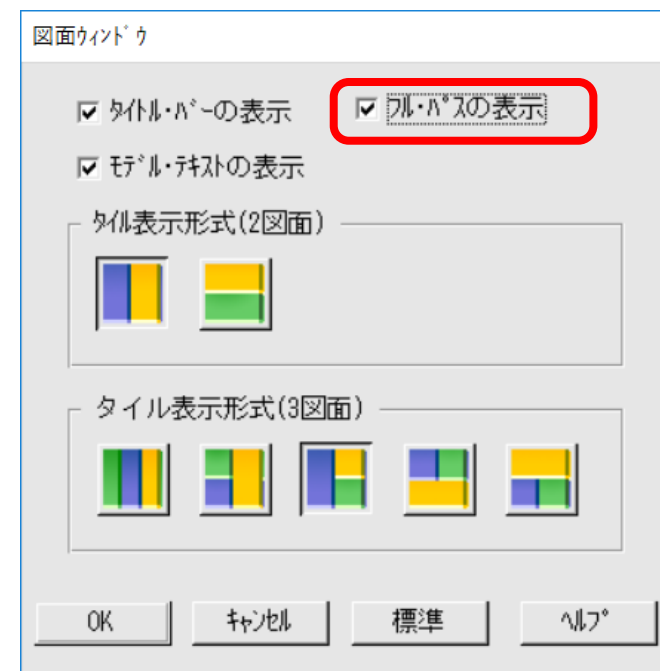 図面ｳｨﾝﾄﾞｳ
ﾀｲﾄﾙ･ﾊﾞｰの表示 ﾌﾙ･ﾊﾟｽの表示
ﾓﾃﾞﾙ･ﾃｷｽﾄの表示
ﾀｲﾙ表示形式(2図面)
タイル表示形式(3図面)
OK ｷｬﾝｾﾙ 標準 ﾍﾙﾌﾟ